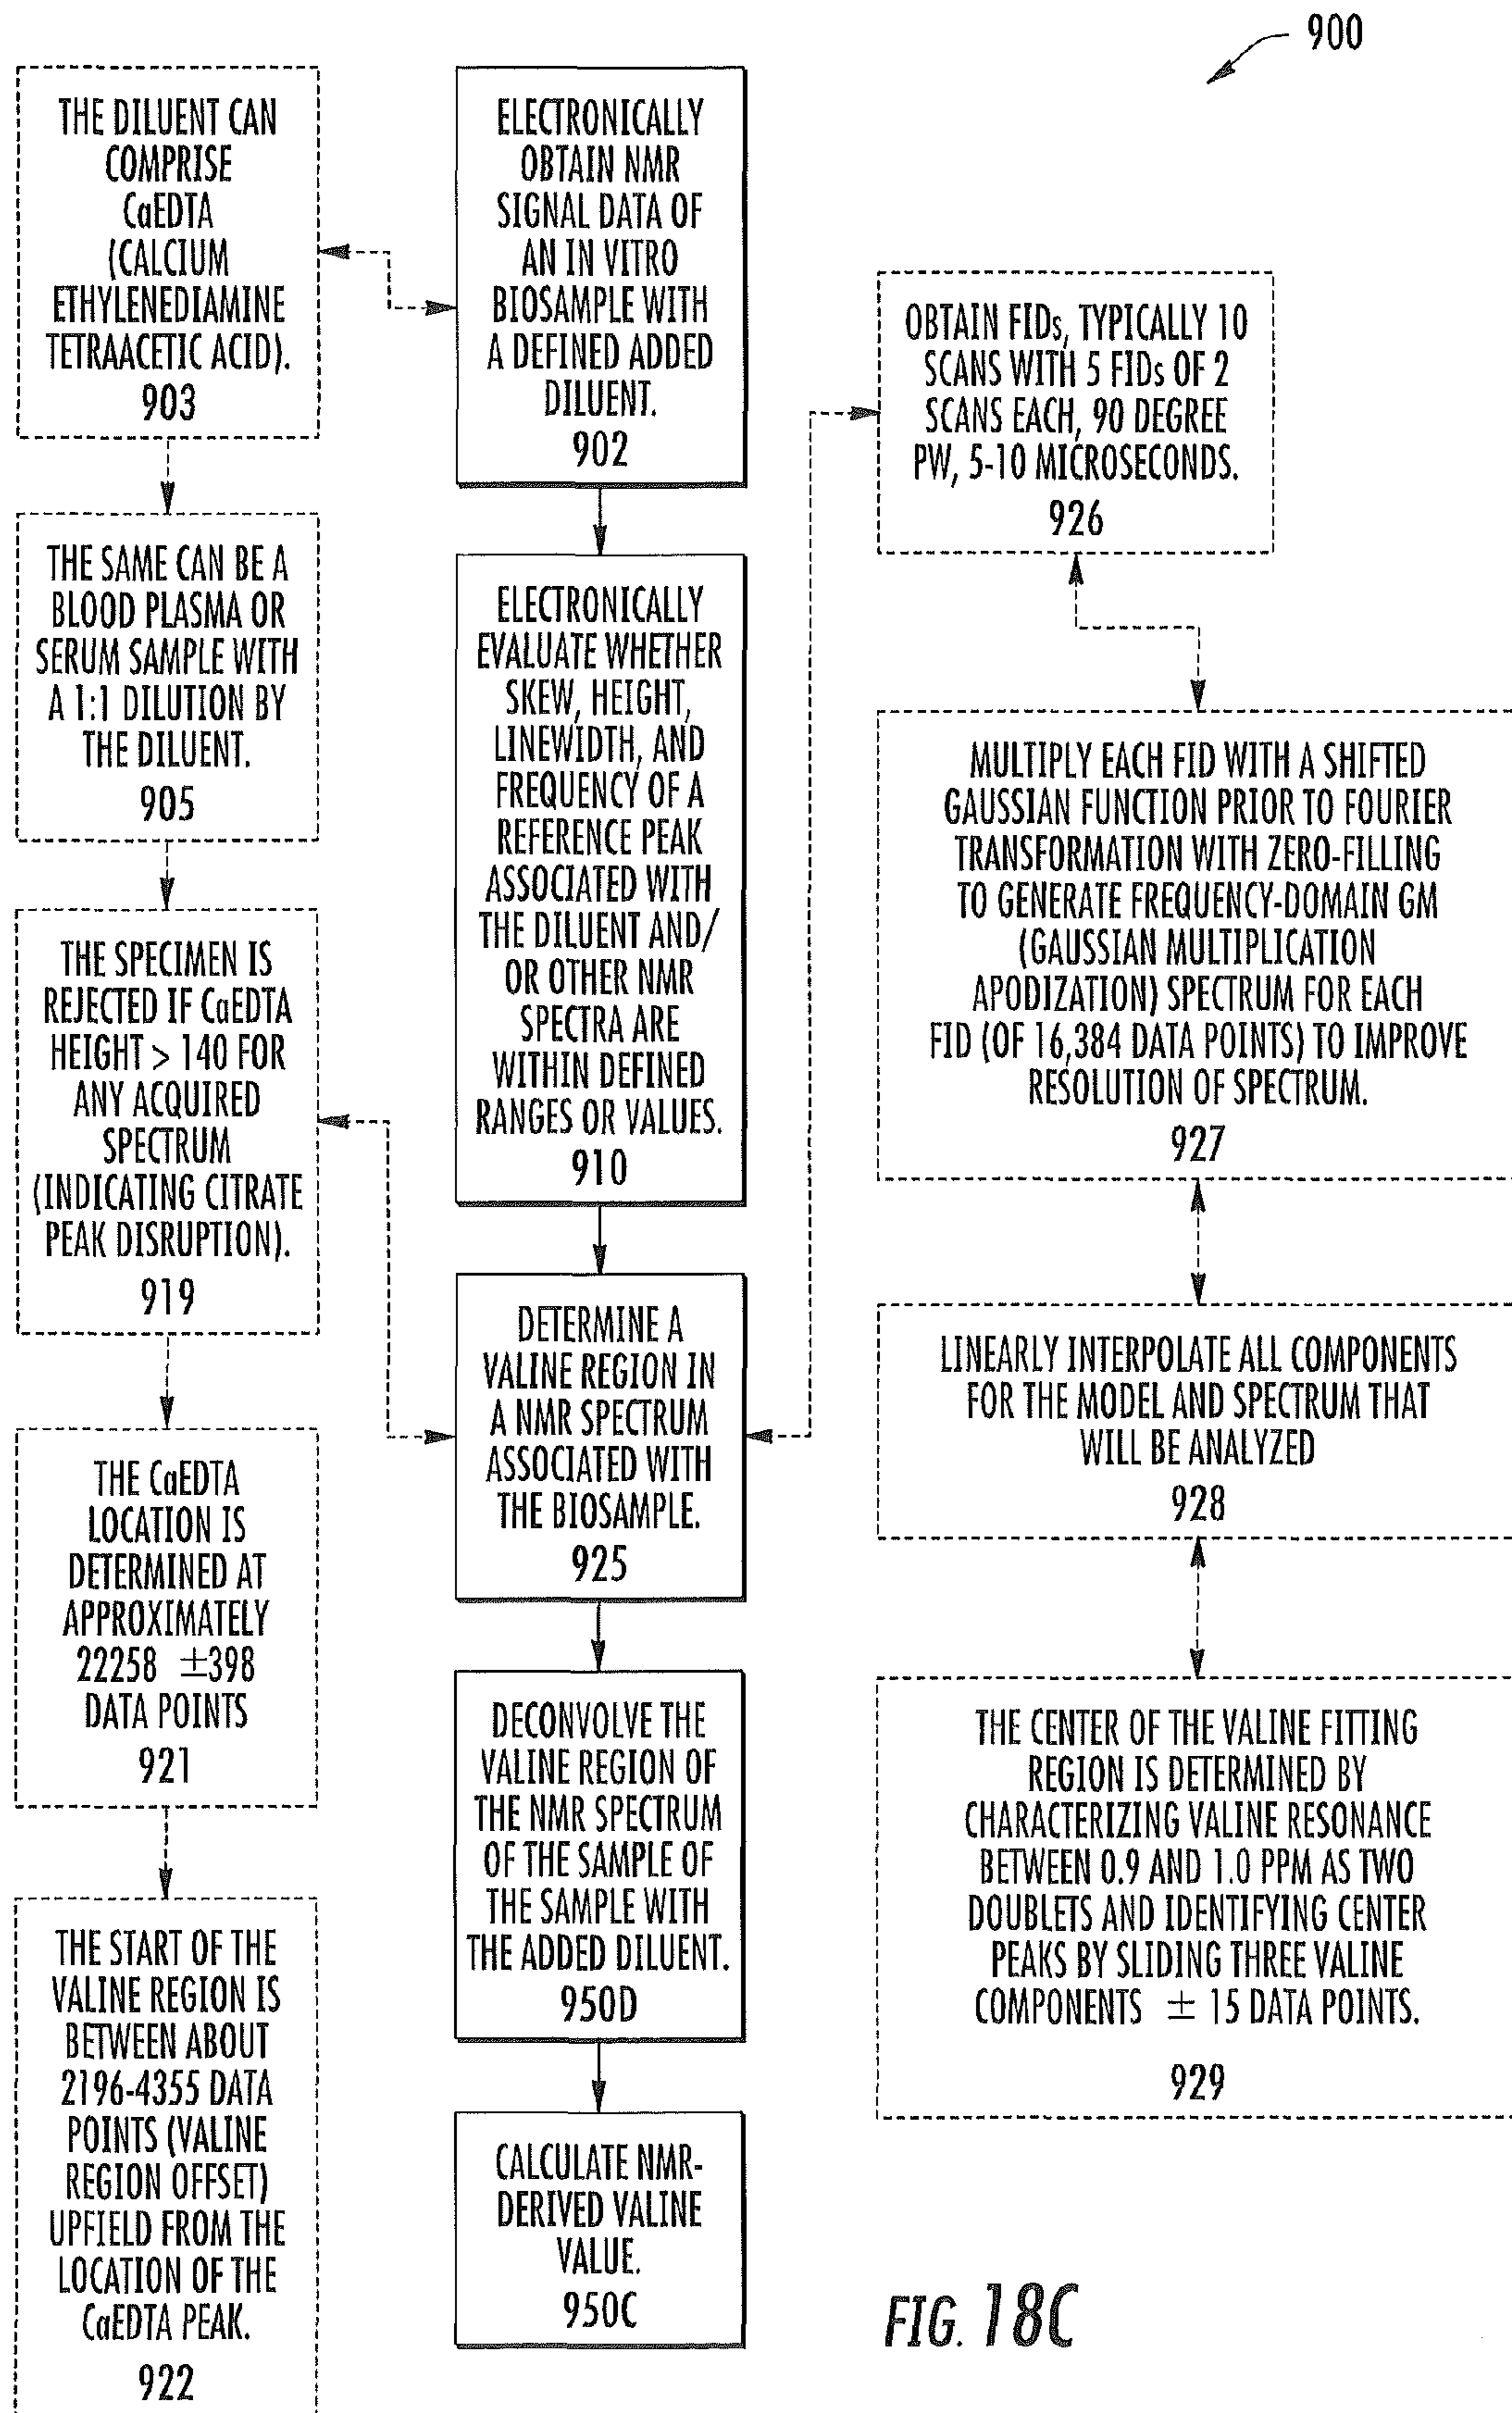 900
THE DILUENT CAN
COMPRISE
CaEDTA
(CALCIUM
ETHYLENEDIAMINE
TETRAACETIC ACID).
903
THE SAME CAN BE A
BLOOD PLASMA OR
SERUM SAMPLE WITH
A 1:1 DILUTION BY
THE DILUENT.
905
THE SPECIMEN IS
REJECTED IF CaEDTA
HEIGHT > 140 FOR
ANY ACQUIRED
SPECTRUM
(INDICATING CITRATE
PEAK DISRUPTION).
919
THE CaEDTA
LOCATION IS
DETERMINED AT
APPROXIMATELY
22258 ±398
DATA POINTS
921
THE START OF THE
VALINE REGION IS
BETWEEN ABOUT
2196-4355 DATA
POINTS (VALINE
REGION OFFSET)
UPFIELD FROM THE
LOCATION OF THE
CaEDTA PEAK.
922
ELECTRONICALLY
OBTAIN NMR
SIGNAL DATA OF
AN IN VITRO
BIOSAMPLE WITH
A DEFINED ADDED
DILUENT.
902
ELECTRONICALLY
EVALUATE WHETHER
SKEW, HEIGHT,
LINEWIDTH, AND
FREQUENCY OF A
REFERENCE PEAK
ASSOCIATED WITH
THE DILUENT AND/
OR OTHER NMR
SPECTRA ARE
WITHIN DEFINED
RANGES OR VALUES.
910
DETERMINE A
VALINE REGION IN
A NMR SPECTRUM
ASSOCIATED WITH
THE BIOSAMPLE.
925
DECONVOLVE THE
VALINE REGION OF
THE NMR SPECTRUM
OF THE SAMPLE OF
THE SAMPLE WITH
THE ADDED DILUENT.
950D
CALCULATE NMR-
DERIVED VALINE
VALUE.
950C
OBTAIN FIDs, TYPICALLY 10
SCANS WITH 5 FIDs OF 2
SCANS EACH, 90 DEGREE
PW, 5-10 MICROSECONDS.
926
MULTIPLY EACH FID WITH A SHIFTED
GAUSSIAN FUNCTION PRIOR TO FOURIER
TRANSFORMATION WITH ZERO-FILLING
TO GENERATE FREQUENCY-DOMAIN GM
(GAUSSIAN MULTIPLICATION
APODIZATION) SPECTRUM FOR EACH
FID (OF 16,384 DATA POINTS) TO IMPROVE
RESOLUTION OF SPECTRUM.
927
LINEARLY INTERPOLATE ALL COMPONENTS
FOR THE MODEL AND SPECTRUM THAT
WILL BE ANALYZED
928
THE CENTER OF THE VALINE FITTING
REGION IS DETERMINED BY
CHARACTERIZING VALINE RESONANCE
BETWEEN 0.9 AND 1.0 PPM AS TWO
DOUBLETS AND IDENTIFYING CENTER
PEAKS BY SLIDING THREE VALINE
COMPONENTS ± 15 DATA POINTS.
929
FIG. 18C